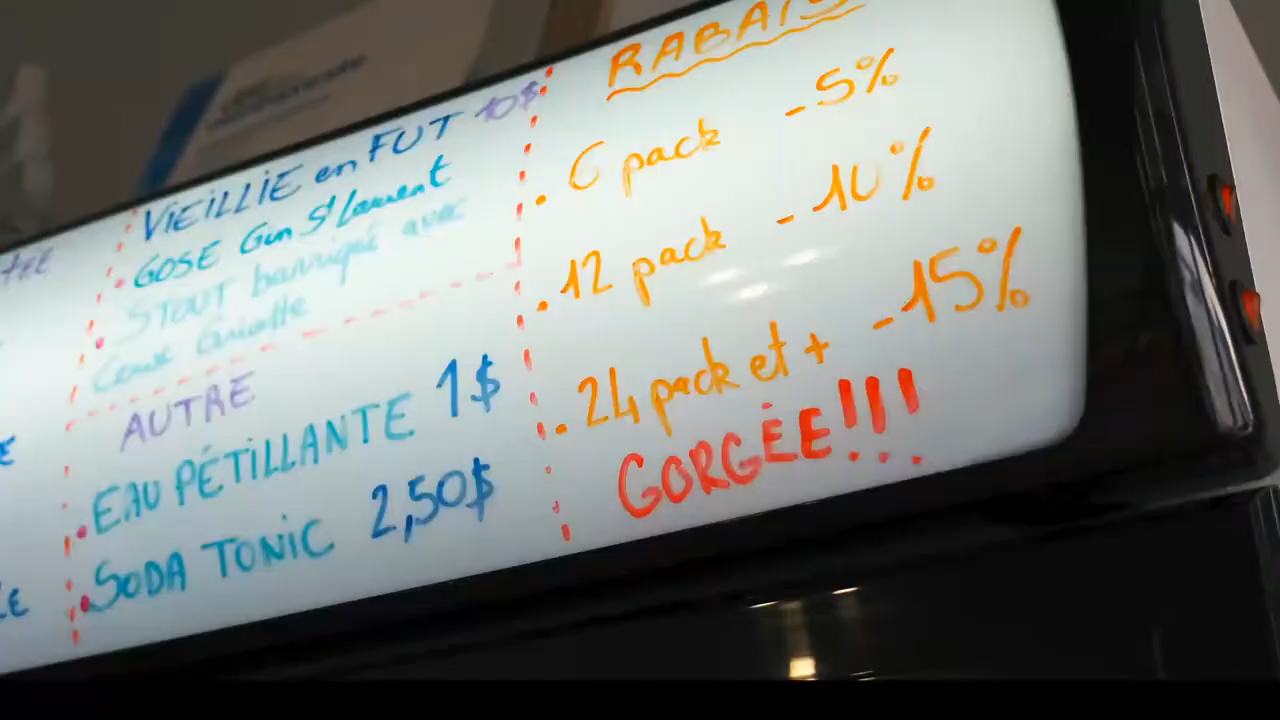 VIEILLIE en FUT 10$
GOSE Gin St Laurent
STOUT barriqué avec
AUTRE
EAU PÉTILLANTE 1$
SODA TONIC 2,50$
RABAIS
6 pack -5%
12 pack -10%
24 pack et + -15%
GORGÉE!!!